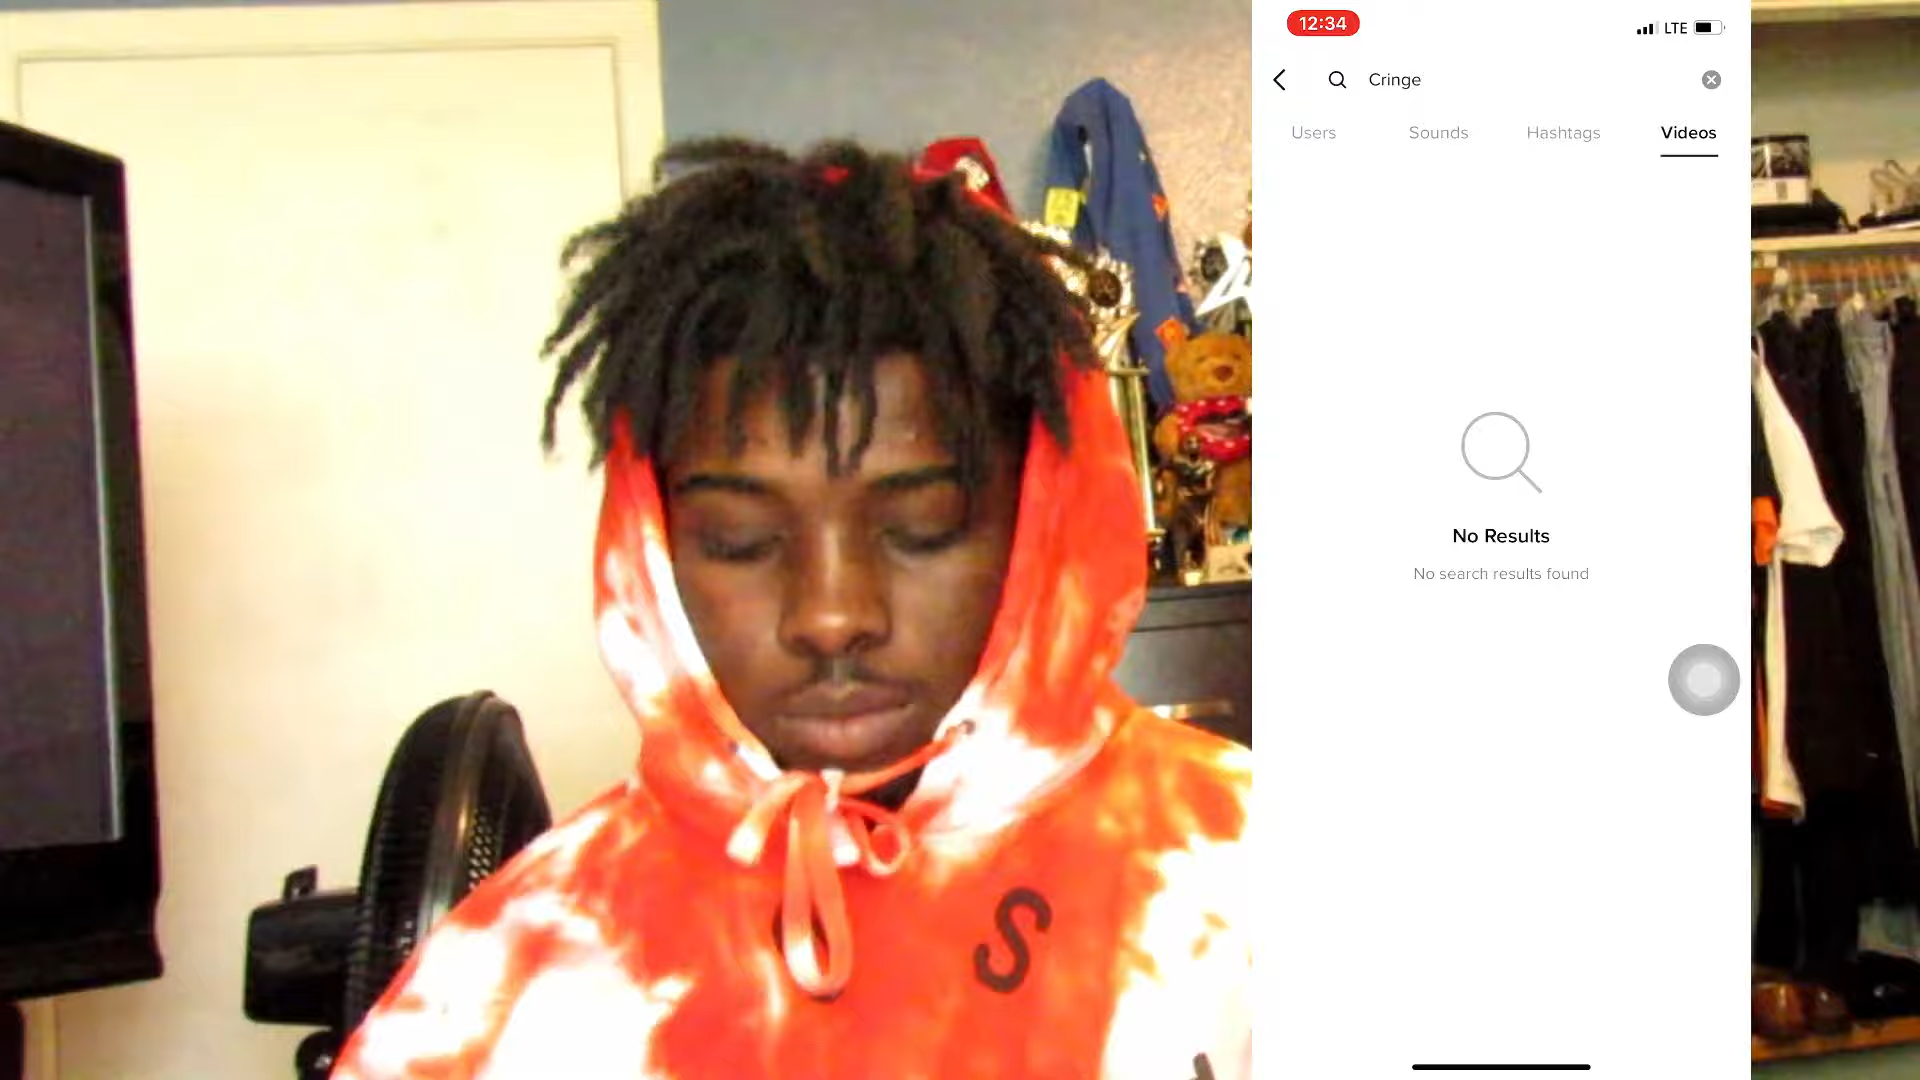 12:34
LTE
Cringe
Users
Sounds
Hashtags
Videos
No Results
No search results found
S